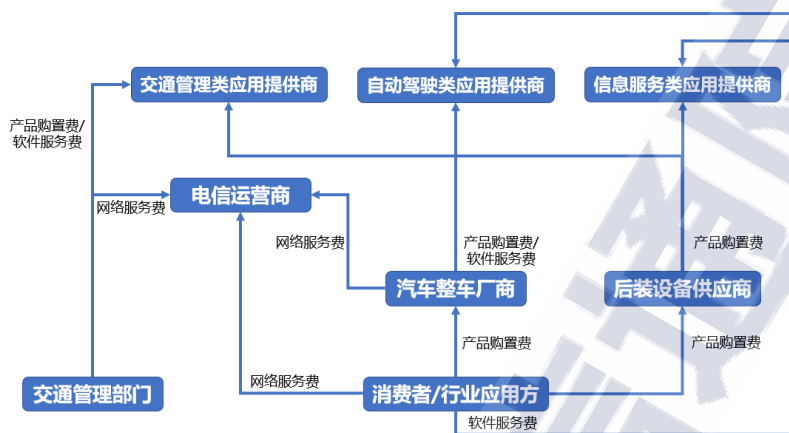 交通管理类应用提供商
自动驾驶类应用提供商
信息服务类应用提供商
产品购置费/
软件服务费
电信运营商
网络服务费
网络服务费
产品购置费/
软件服务费
产品购置费
汽车整车厂商
后装设备供应商
产品购置费
产品购置费
网络服务费
交通管理部门
消费者/行业应用方
软件服务费